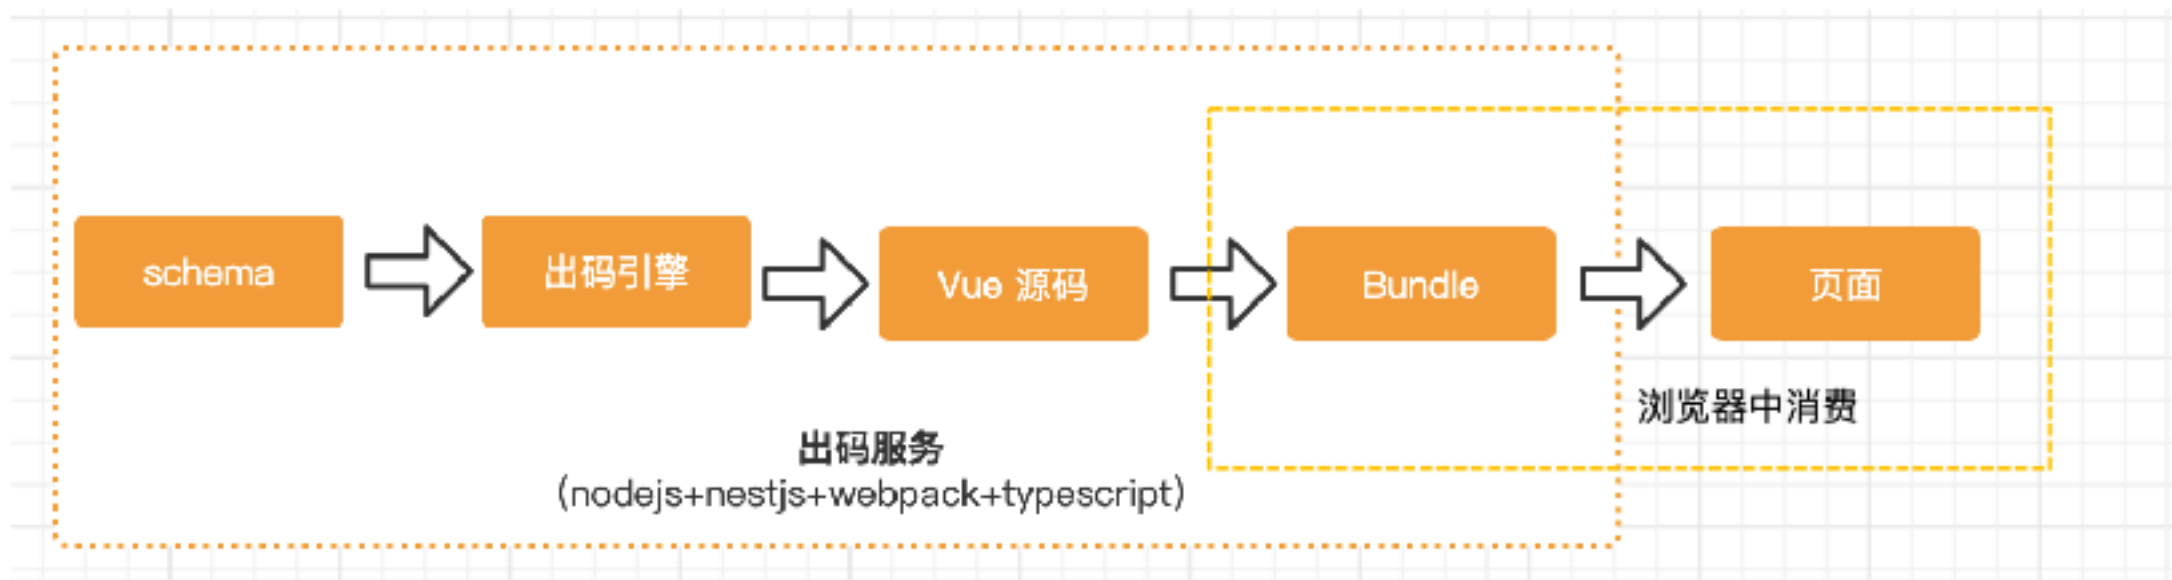 schema
出码引擎
Vue 源码
Bundle
页面
浏览器中消费
出码服务
(nodejs+nestjs+webpack+typescript)